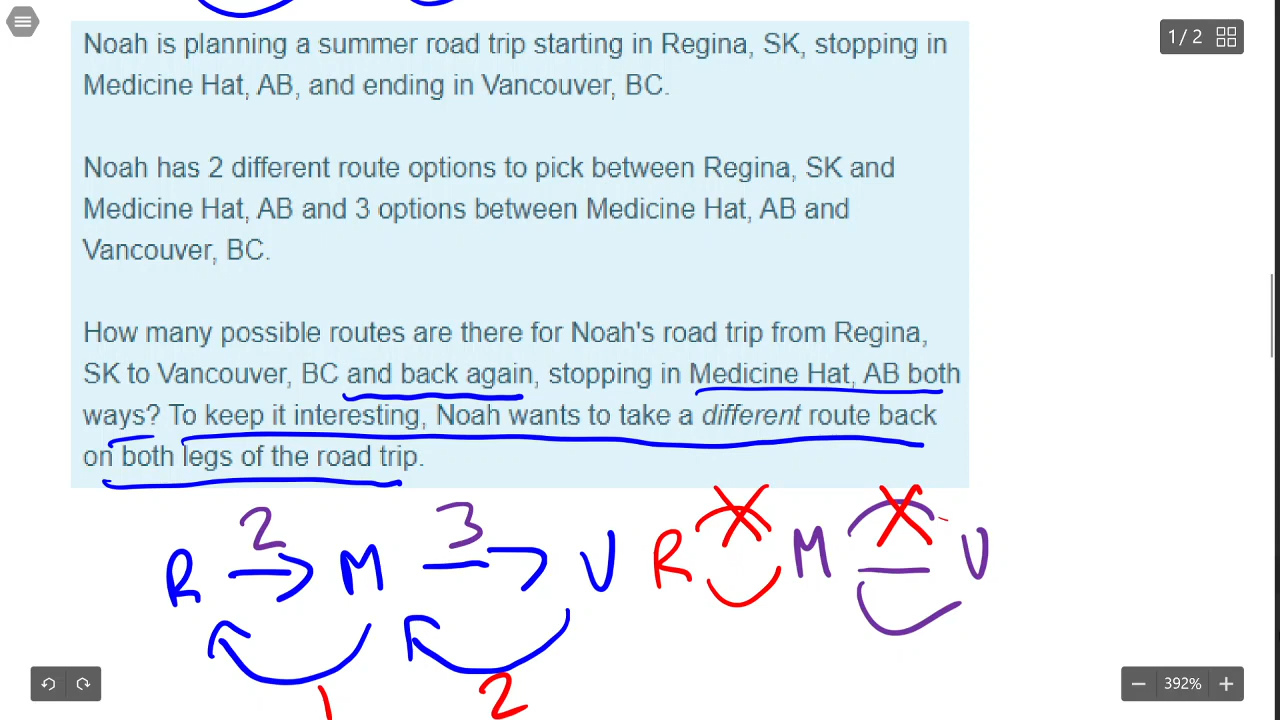 1 / 2
Noah is planning a summer road trip starting in Regina, SK, stopping in
Medicine Hat, AB, and ending in Vancouver, BC.
Noah has 2 different route options to pick between Regina, SK and
Medicine Hat, AB and 3 options between Medicine Hat, AB and
Vancouver, BC.
How many possible routes are there for Noah's road trip from Regina,
SK to Vancouver, BC and back again, stopping in Medicine Hat, AB both
ways? To keep it interesting, Noah wants to take a different route back
on both legs of the road trip.
2 3
R → M → V R M V
1 2
392%